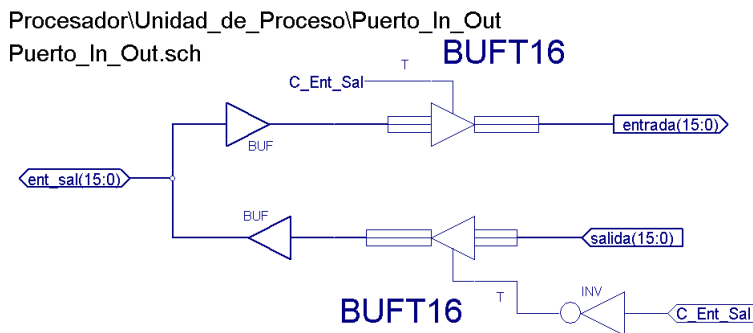 Procesador\Unidad_de_Proceso\Puerto_In_Out
Puerto_In_Out.sch
BUFT16
T
C_Ent_Sal
BUF
entrada(15:0)
ent_sal(15:0)
BUF
salida(15:0)
BUFT16
T
INV
C_Ent_Sal